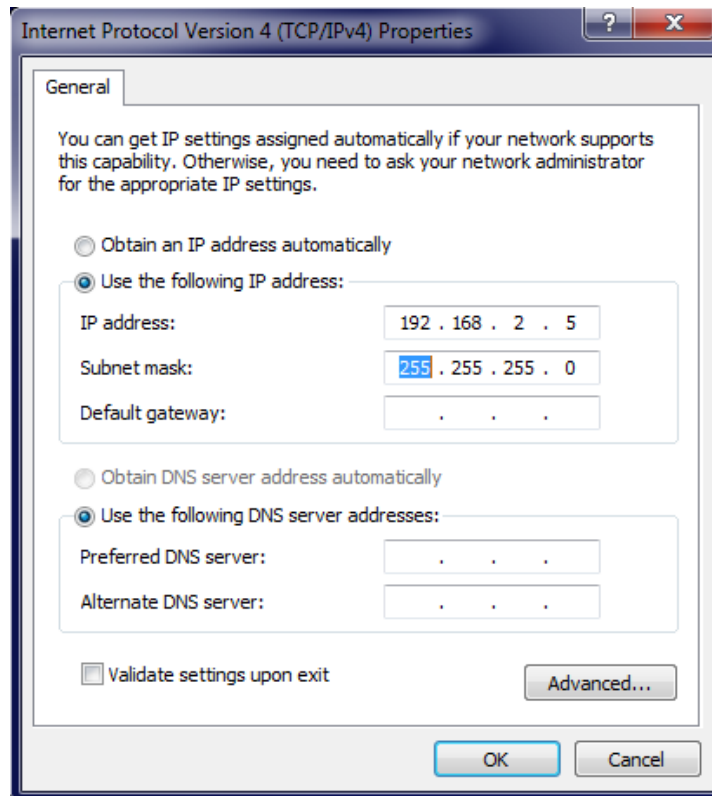 Internet Protocol Version 4 (TCP/IPv4) Properties
?
X
General
You can get IP settings assigned automatically if your network supports
this capability. Otherwise, you need to ask your network administrator
for the appropriate IP settings.
Obtain an IP address automatically
Use the following IP address:
IP address: 192 . 168 . 2 . 5
Subnet mask: 255 . 255 . 255 . 0
Default gateway: . . .
Obtain DNS server address automatically
Use the following DNS server addresses:
Preferred DNS server: . . .
Alternate DNS server: . . .
Validate settings upon exit
Advanced...
OK Cancel